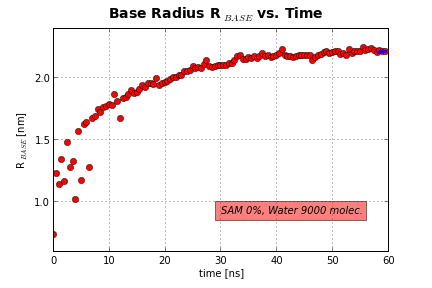 Base Radius R BASE vs. Time
R BASE [nm]
2.0
1.5
1.0
SAM 0%, Water 9000 molec.
0 10 20 30 40 50 60
time [ns]